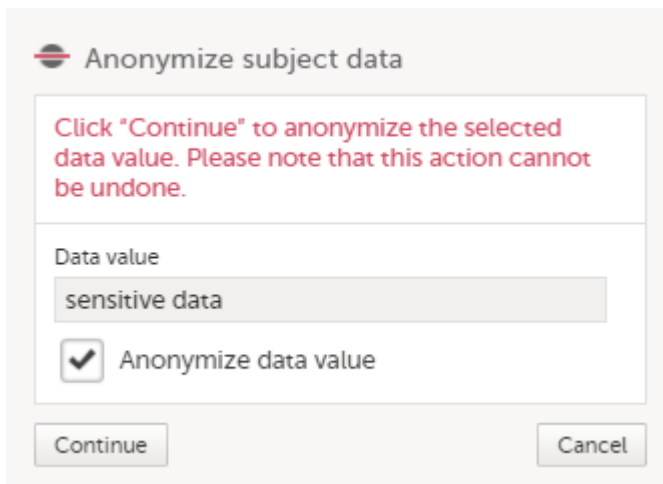 Anonymize subject data
Click “Continue” to anonymize the selected
data value. Please note that this action cannot
be undone.
Data value
sensitive data
Anonymize data value
Continue
Cancel